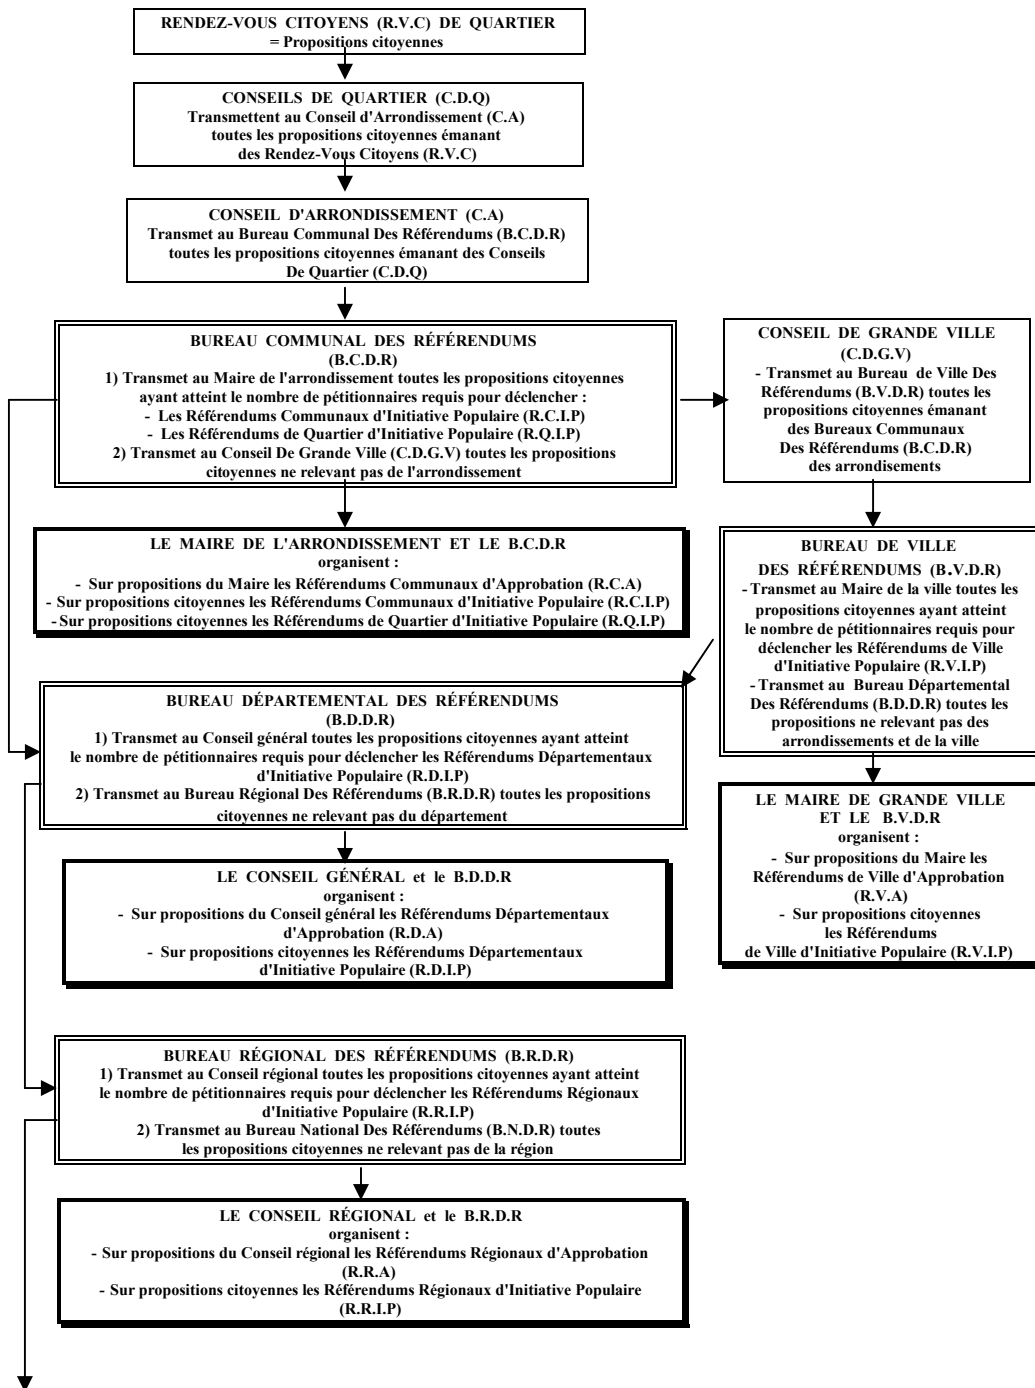 RENDEZ-VOUS CITOYENS (R.V.C) DE QUARTIER
= Propositions citoyennes
CONSEILS DE QUARTIER (C.D.Q)
Transmettent au Conseil d'Arrondissement (C.A)
toutes les propositions citoyennes émanant
des Rendez-Vous Citoyens (R.V.C)
CONSEIL D'ARRONDISSEMENT (C.A)
Transmet au Bureau Communal Des Référendums (B.C.D.R)
toutes les propositions citoyennes émanant des Conseils
De Quartier (C.D.Q)
BUREAU COMMUNAL DES RÉFÉRENDUMS
(B.C.D.R)
1) Transmet au Maire de l'arrondissement toutes les propositions citoyennes
ayant atteint le nombre de pétitionnaires requis pour déclencher :
- Les Référendums Communaux d'Initiative Populaire (R.C.I.P)
- Les Référendums de Quartier d'Initiative Populaire (R.Q.I.P)
2) Transmet au Conseil De Grande Ville (C.D.G.V) toutes les propositions
citoyennes ne relevant pas de l'arrondissement
CONSEIL DE GRANDE VILLE
(C.D.G.V)
- Transmet au Bureau de Ville Des
Référendums (B.V.D.R) toutes les
propositions citoyennes émanant
des Bureaux Communaux
Des Référendums (B.C.D.R)
des arrondisements
LE MAIRE DE L'ARRONDISSEMENT ET LE B.C.D.R
organisent :
- Sur propositions du Maire les Référendums Communaux d'Approbation (R.C.A)
- Sur propositions citoyennes les Référendums Communaux d'Initiative Populaire (R.C.I.P)
- Sur propositions citoyennes les Référendums de Quartier d'Initiative Populaire (R.Q.I.P)
BUREAU DE VILLE
DES RÉFÉRENDUMS (B.V.D.R)
- Transmet au Maire de la ville toutes les
propositions citoyennes ayant atteint
le nombre de pétitionnaires requis pour
déclencher les Référendums de Ville
d'Initiative Populaire (R.V.I.P)
- Transmet au Bureau Départemental
Des Référendums (B.D.D.R) toutes les
propositions ne relevant pas des
arrondissements et de la ville
BUREAU DÉPARTEMENTAL DES RÉFÉRENDUMS
(B.D.D.R)
1) Transmet au Conseil général toutes les propositions citoyennes ayant atteint
le nombre de pétitionnaires requis pour déclencher les Référendums Départementaux
d'Initiative Populaire (R.D.I.P)
2) Transmet au Bureau Régional Des Référendums (B.R.D.R) toutes les propositions
citoyennes ne relevant pas du département
LE MAIRE DE GRANDE VILLE
ET LE B.V.D.R
organisent :
- Sur propositions du Maire les
Référendums de Ville d'Approbation
(R.V.A)
- Sur propositions citoyennes
les Référendums
de Ville d'Initiative Populaire (R.V.I.P)
LE CONSEIL GÉNÉRAL et le B.D.D.R
organisent :
- Sur propositions du Conseil général les Référendums Départementaux
d'Approbation (R.D.A)
- Sur propositions citoyennes les Référendums Départementaux
d'Initiative Populaire (R.D.I.P)
BUREAU RÉGIONAL DES RÉFÉRENDUMS (B.R.D.R)
1) Transmet au Conseil régional toutes les propositions citoyennes ayant atteint
le nombre de pétitionnaires requis pour déclencher les Référendums Régionaux
d'Initiative Populaire (R.R.I.P)
2) Transmet au Bureau National Des Référendums (B.N.D.R) toutes
les propositions citoyennes ne relevant pas de la région
LE CONSEIL RÉGIONAL et le B.R.D.R
organisent :
- Sur propositions du Conseil régional les Référendums Régionaux d'Approbation
(R.R.A)
- Sur propositions citoyennes les Référendums Régionaux d'Initiative Populaire
(R.R.I.P)